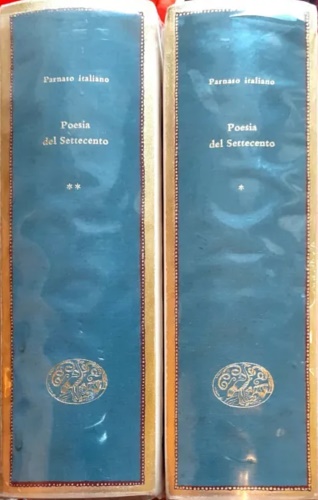 Parnaso italiano
Poesia
del Settecento
**
Parnaso italiano
Poesia
del Settecento
*